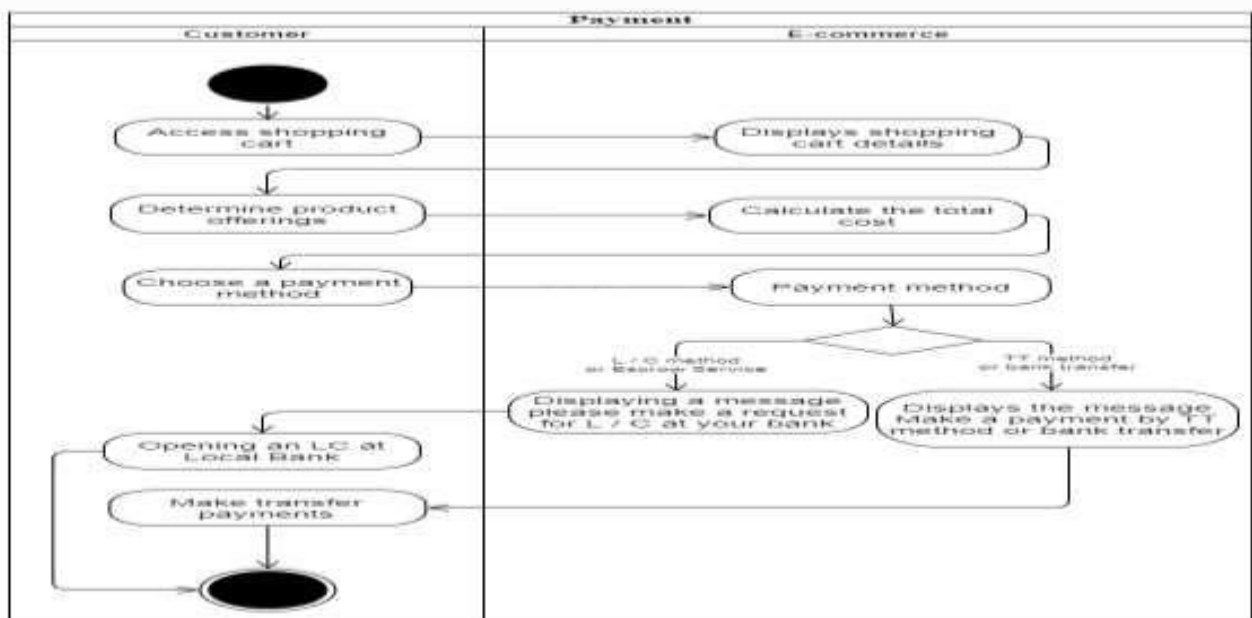 Payment
Customer
E-commerce
Access shopping
cart
Displays shopping
cart details
Determine product
offerings
Calculate the total
cost
Choose a payment
method
Payment method
L / C method
or Escrow Service
TT method
or bank transfer
Displaying a message
please make a request
for L / C at your bank
Displays the message
Make a payment by TT
method or bank transfer
Opening an LC at
Local Bank
Make transfer
payments